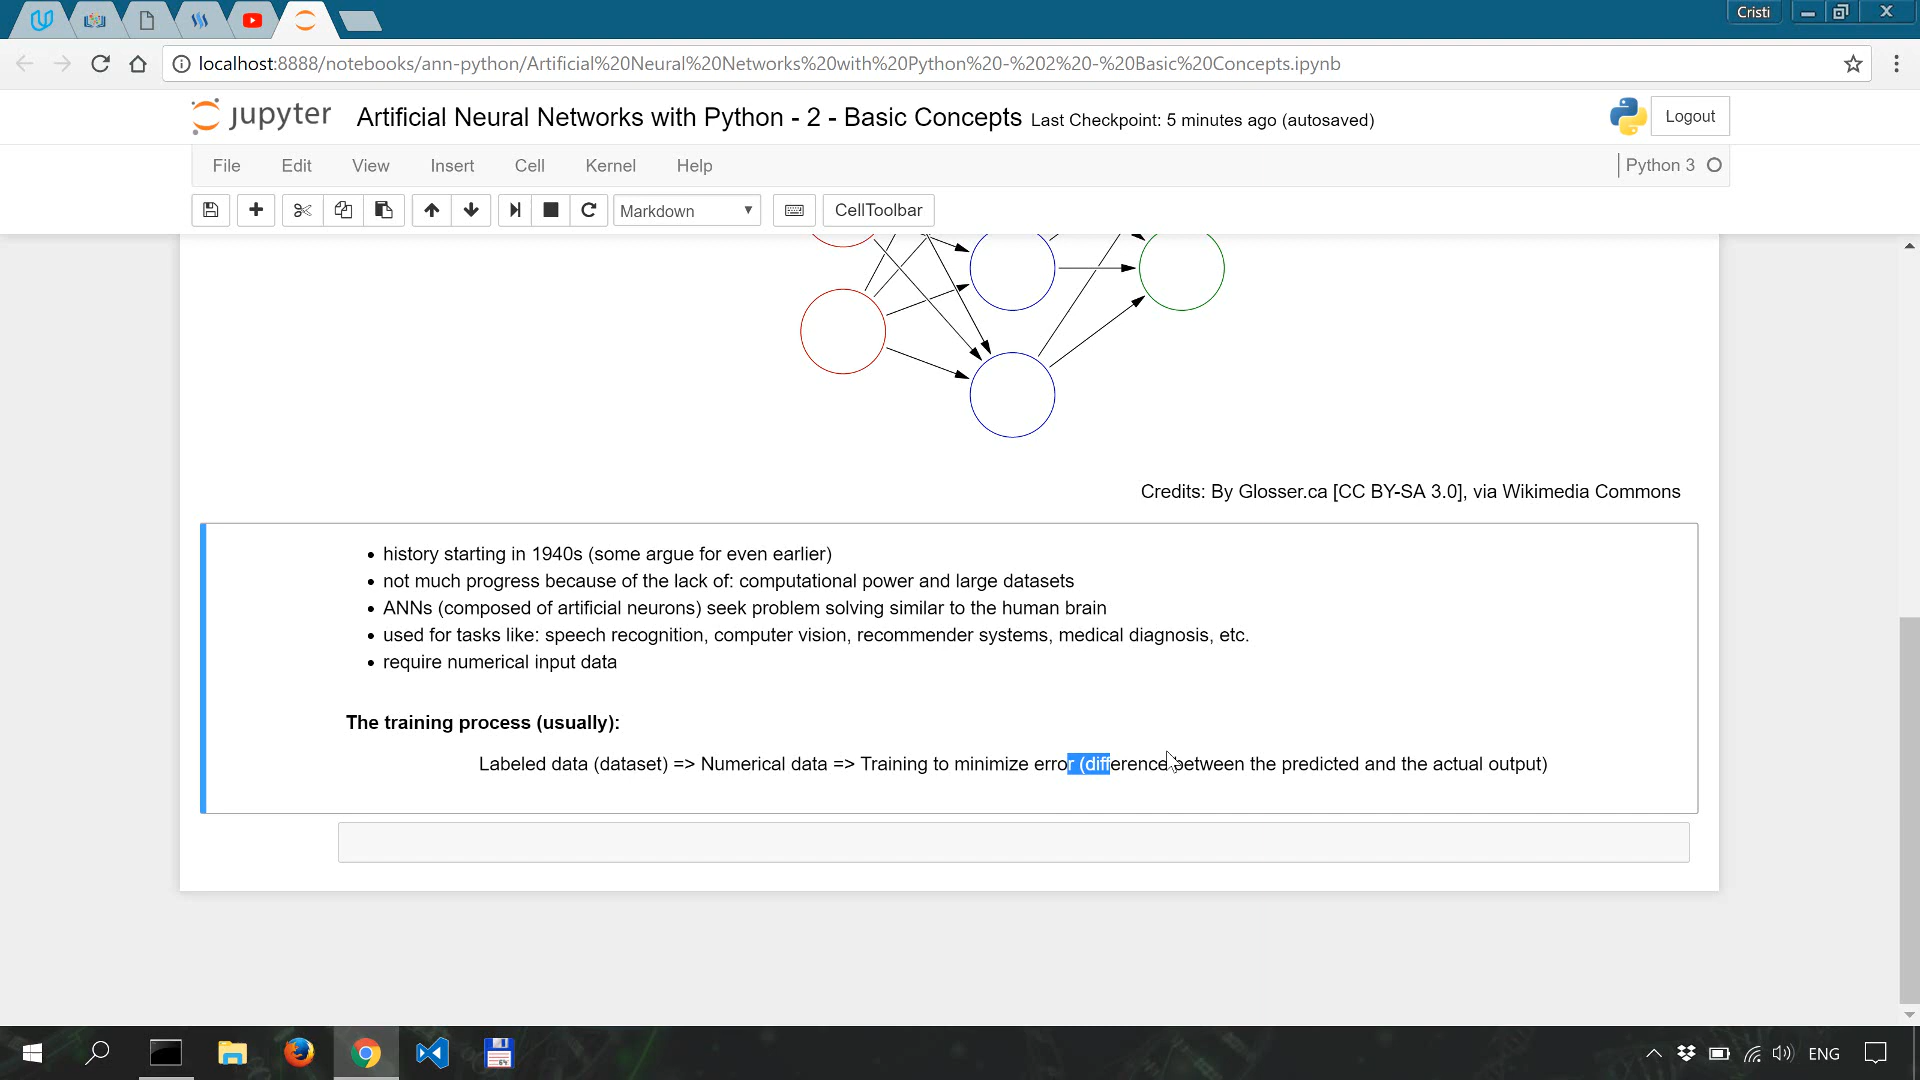 Cristi
localhost:8888/notebooks/ann-python/Artificial%20Neural%20Networks%20with%20Python%20-%202%20-%20Basic%20Concepts.ipynb
jupyter Artificial Neural Networks with Python - 2 - Basic Concepts Last Checkpoint: 5 minutes ago (autosaved) Logout
File Edit View Insert Cell Kernel Help Python 3
Markdown CellToolbar
Credits: By Glosser.ca [CC BY-SA 3.0], via Wikimedia Commons
• history starting in 1940s (some argue for even earlier)
• not much progress because of the lack of: computational power and large datasets
• ANNs (composed of artificial neurons) seek problem solving similar to the human brain
• used for tasks like: speech recognition, computer vision, recommender systems, medical diagnosis, etc.
• require numerical input data
The training process (usually):
Labeled data (dataset) => Numerical data => Training to minimize error (difference between the predicted and the actual output)
ENG